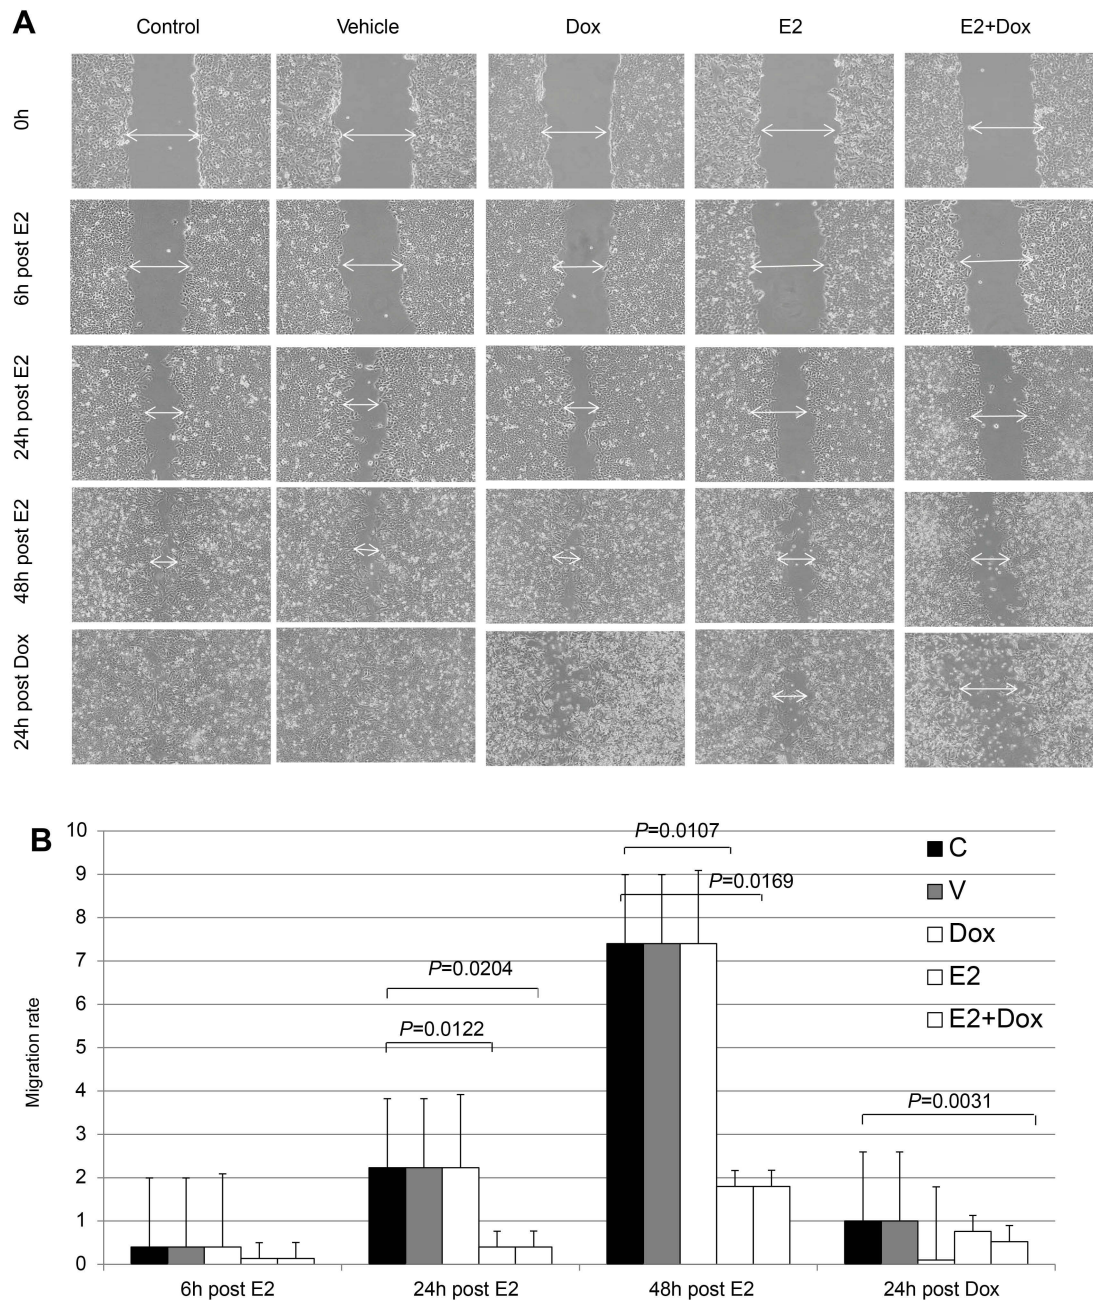 A
Control Vehicle Dox E2 E2+Dox
0h
6h post E2
24h post E2
48h post E2
24h post Dox
B
Migration rate
10
9
8
7
6
5
4
3
2
1
0
P=0.0204
P=0.0122
P=0.0107
P=0.0169
P=0.0031
C
V
Dox
E2
E2+Dox
6h post E2 24h post E2 48h post E2 24h post Dox